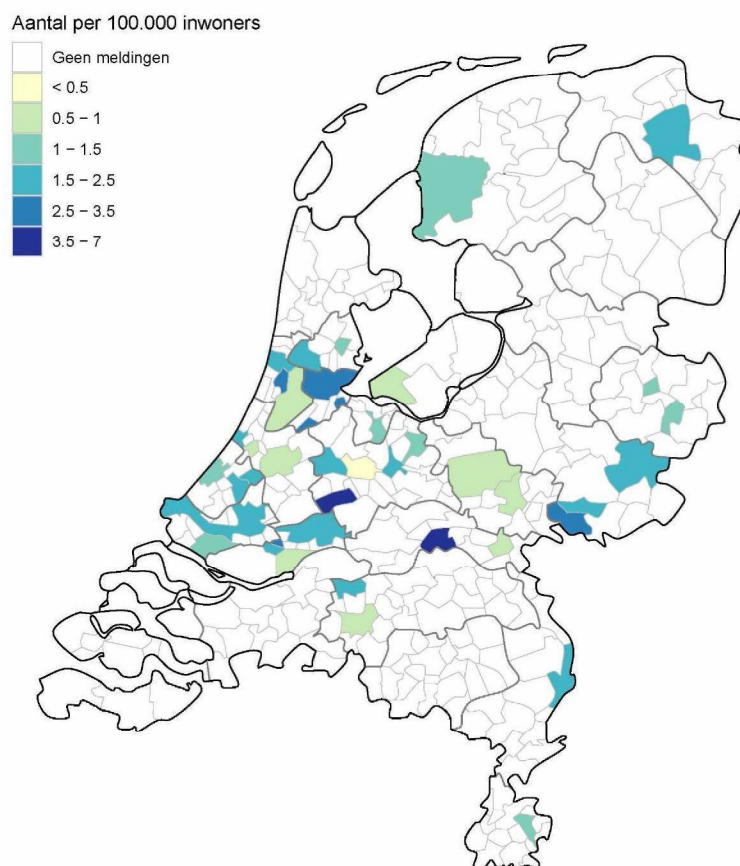 Aantal per 100.000 inwoners
Geen meldingen
< 0.5
0.5 − 1
1 − 1.5
1.5 − 2.5
2.5 − 3.5
3.5 − 7